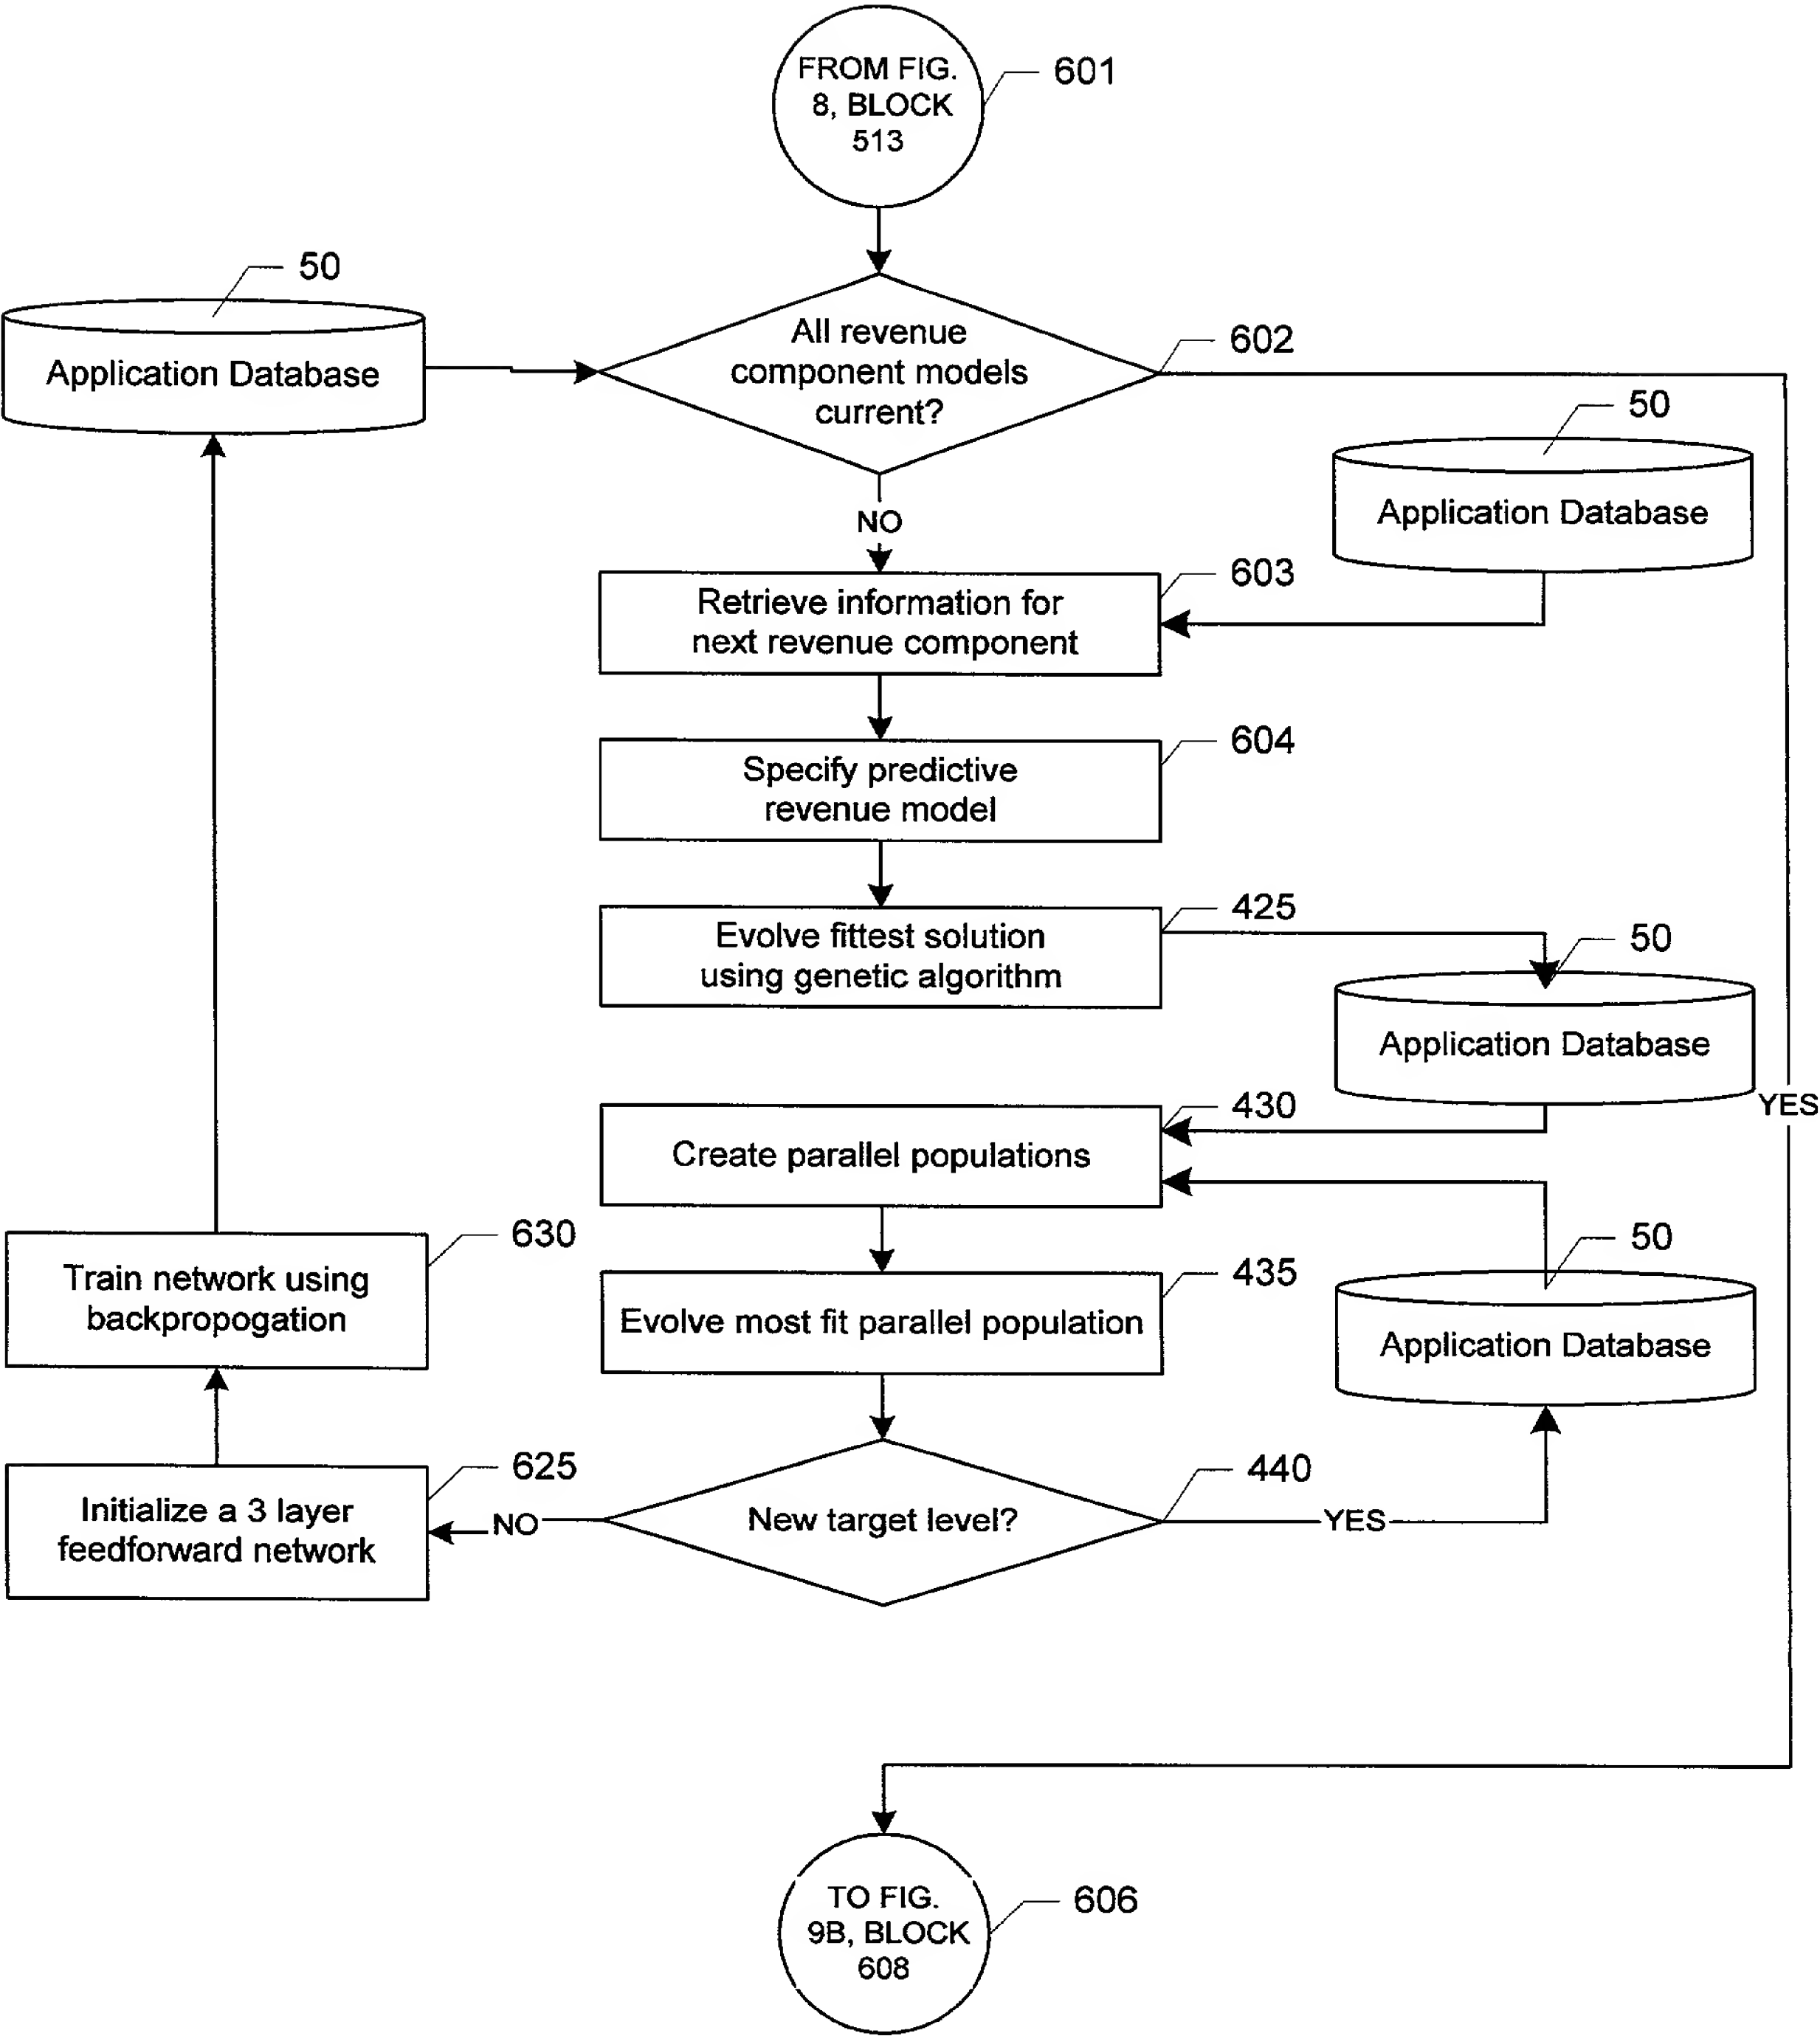 FROM FIG.
8, BLOCK
513
601
50
Application Database
All revenue
component models
current?
602
50
Application Database
NO
Retrieve information for
next revenue component
603
Specify predictive
revenue model
604
Evolve fittest solution
using genetic algorithm
425
50
Application Database
YES
Create parallel populations
430
Train network using
backpropogation
630
Evolve most fit parallel population
435
50
Application Database
Initialize a 3 layer
feedforward network
625
NO
New target level?
440
YES
TO FIG.
9B, BLOCK
608
606